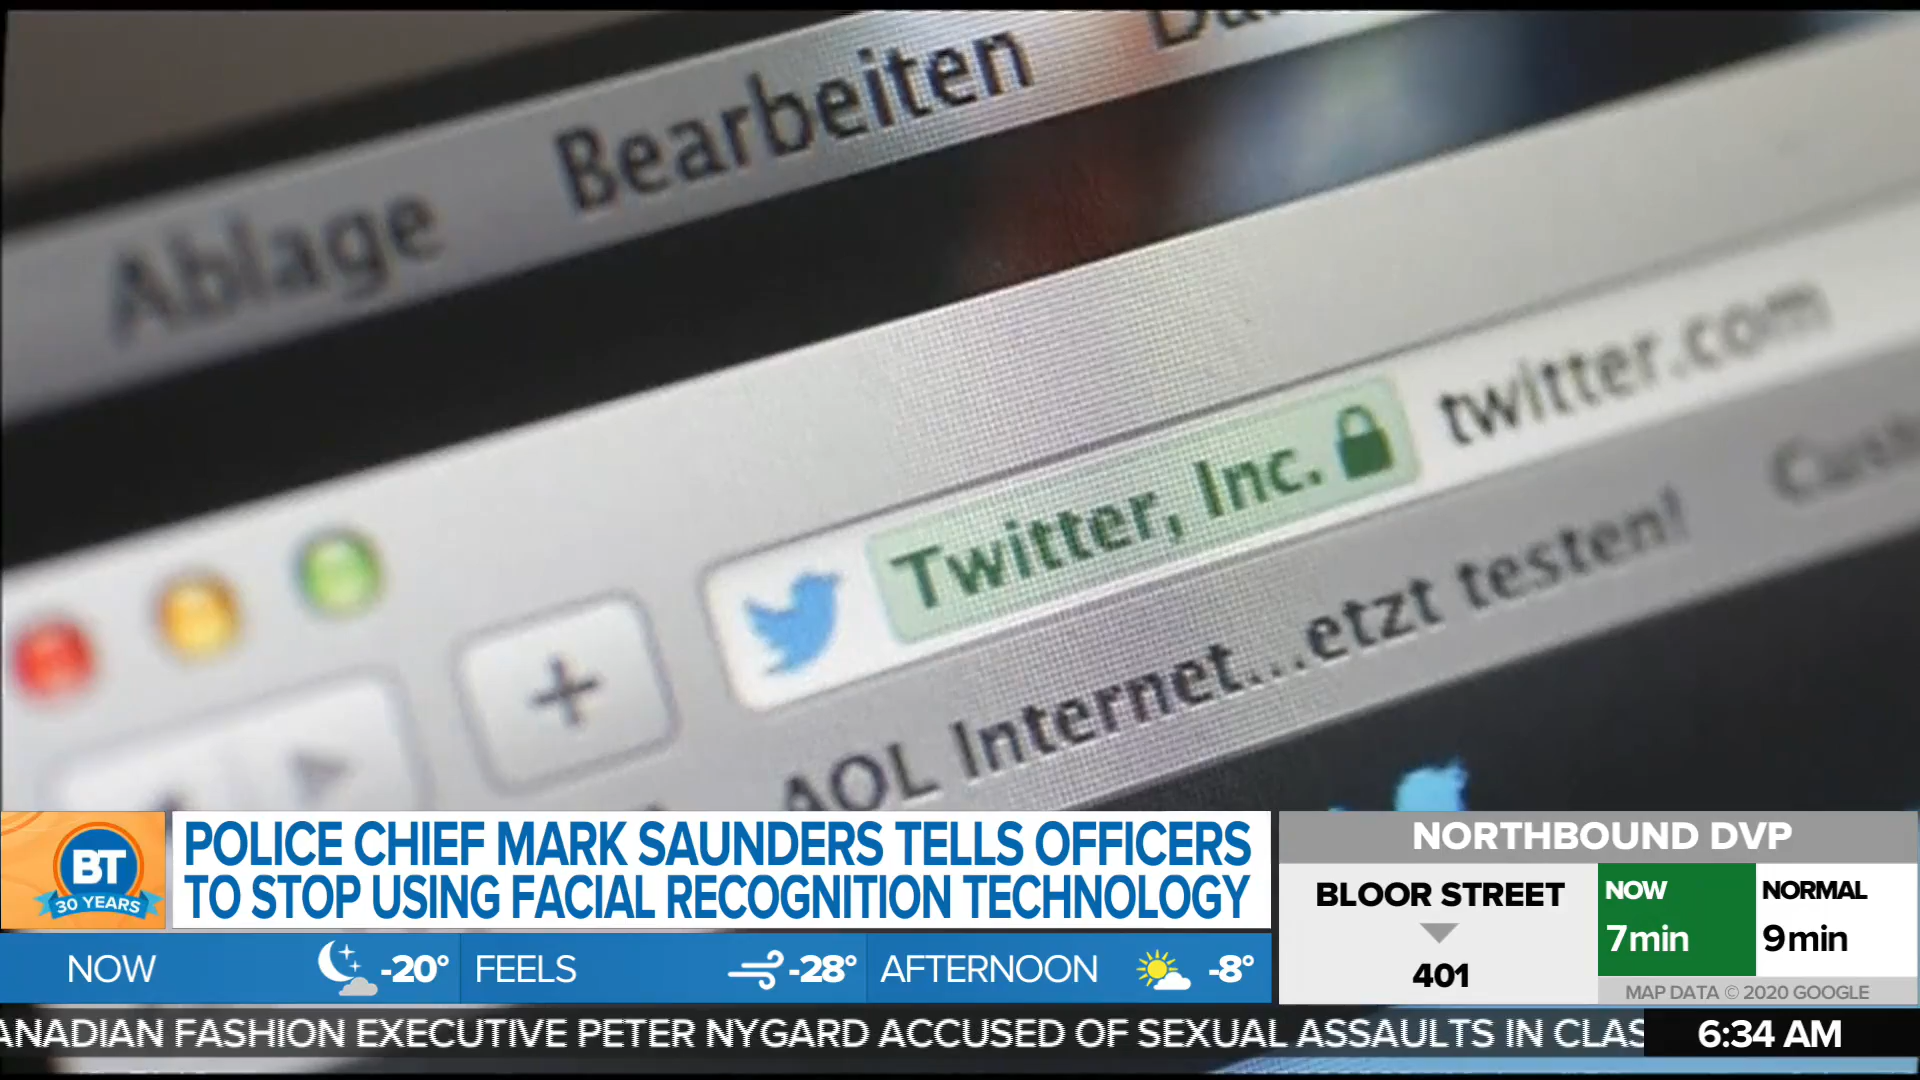 Ablage Bearbeiten
Twitter, Inc. twitter.com
AOL Internet...etzt testen!
BT
30 YEARS
POLICE CHIEF MARK SAUNDERS TELLS OFFICERS
TO STOP USING FACIAL RECOGNITION TECHNOLOGY
NOW -20° FEELS -28° AFTERNOON -8°
NORTHBOUND DVP
BLOOR STREET
401
NOW
7min
NORMAL
9min
MAP DATA © 2020 GOOGLE
ANADIAN FASHION EXECUTIVE PETER NYGARD ACCUSED OF SEXUAL ASSAULTS IN CLAS
6:34 AM